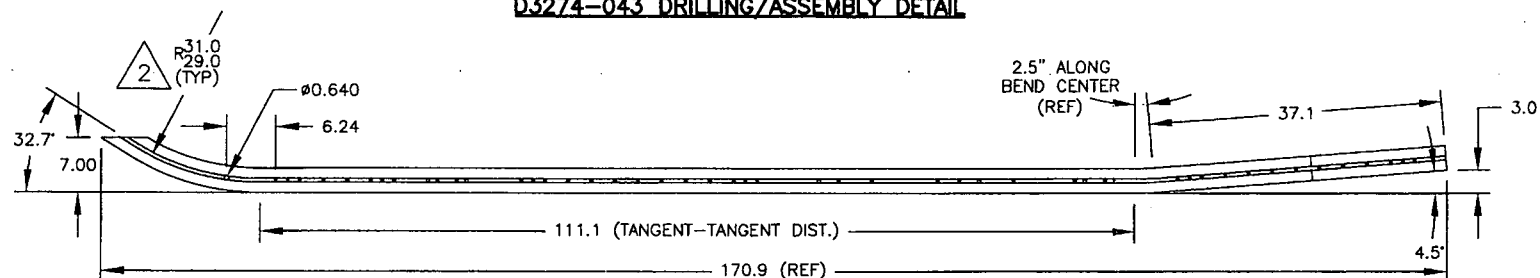 D3274-043 DRILLING/ASSEMBLY DETAIL
2
R31.0
29.0
(TYP)
ø0.640
6.24
32.7°
7.00
2.5" ALONG
BEND CENTER
(REF)
37.1
3.0
111.1 (TANGENT-TANGENT DIST.)
4.5°
170.9 (REF)